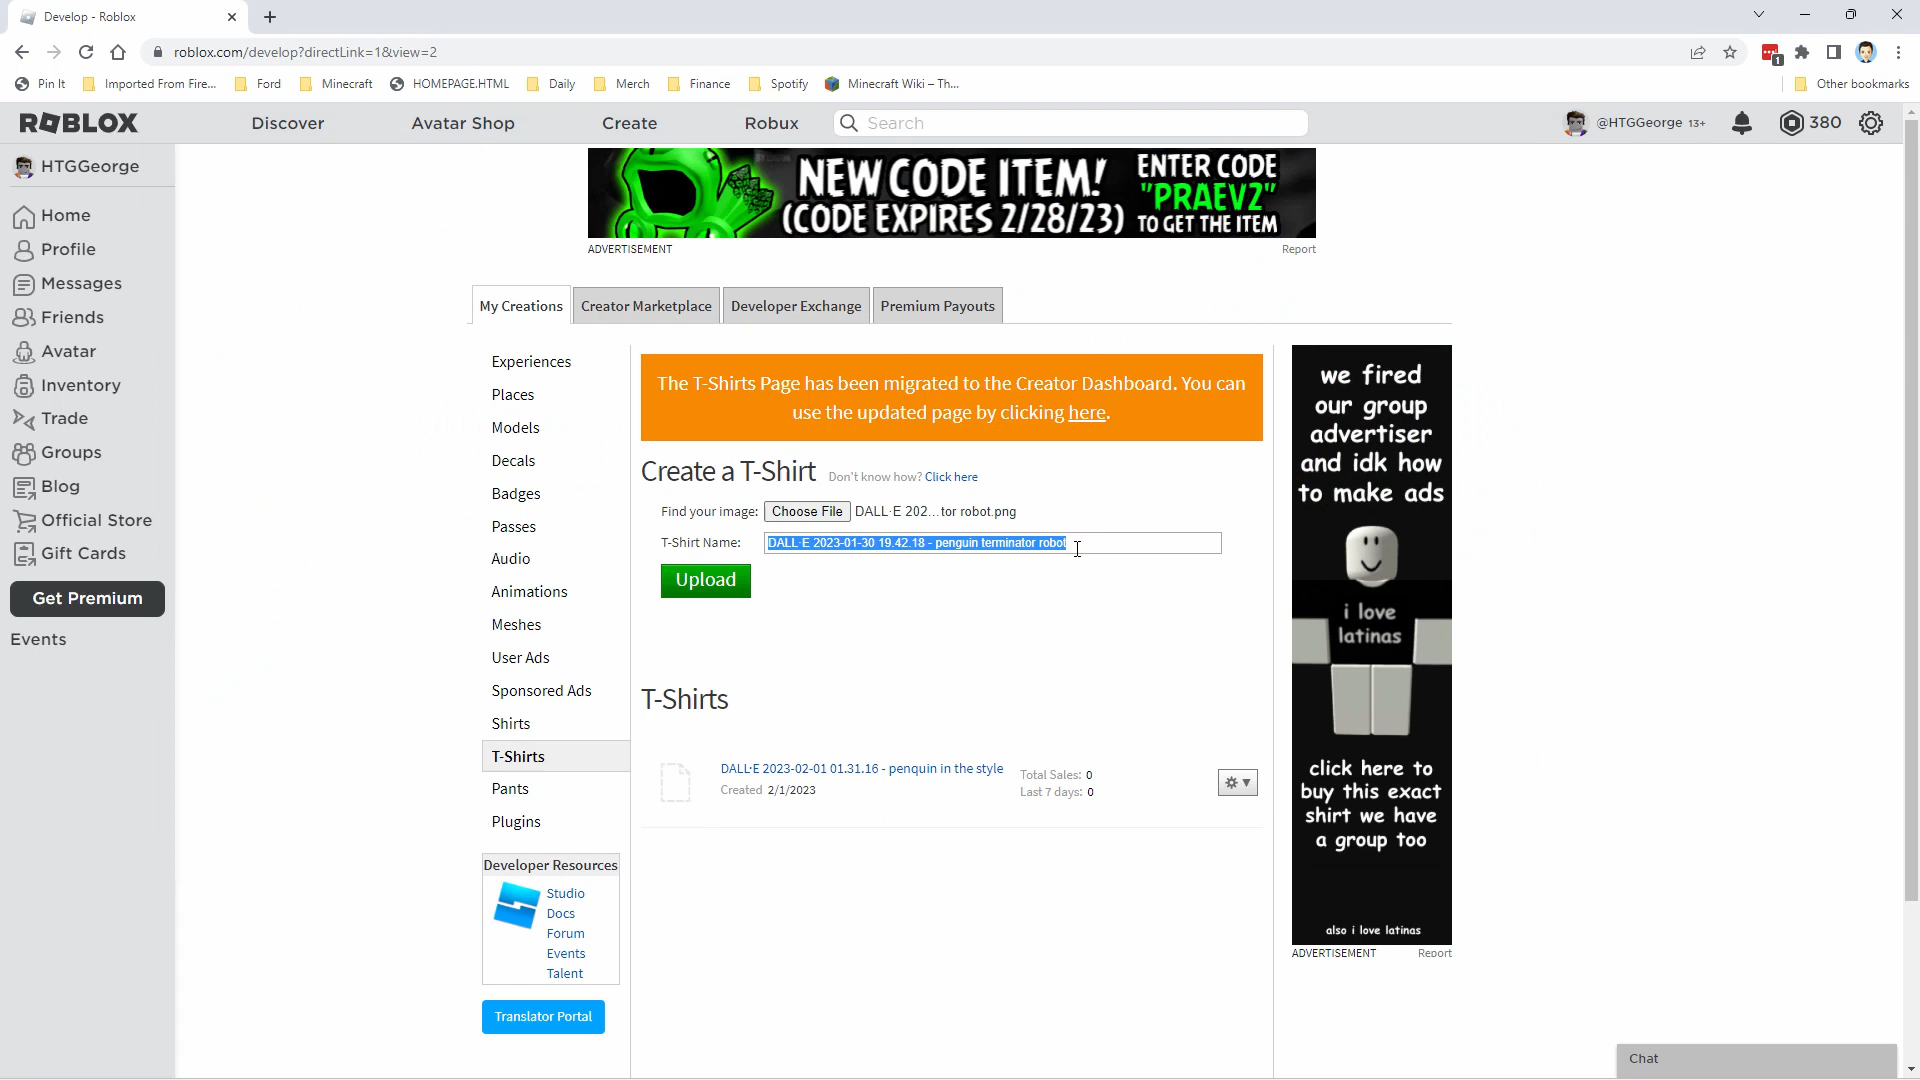 Develop - Roblox
roblox.com/develop?directLink=1&view=2
1
Pin It
Imported From Fire...
Ford
Minecraft
HOMEPAGE.HTML
Daily
Merch
Finance
Spotify
Minecraft Wiki – Th...
Other bookmarks
ROBLOX
Discover
Avatar Shop
Create
Robux
Search
@HTGGeorge 13+
380
HTGGeorge
Home
Profile
Messages
Friends
Avatar
Inventory
Trade
Groups
Blog
Official Store
Gift Cards
Get Premium
Events
NEW CODE ITEM!
(CODE EXPIRES 2/28/23)
ENTER CODE
"PRAEV2"
TO GET THE ITEM
ADVERTISEMENT
Report
My Creations
Creator Marketplace
Developer Exchange
Premium Payouts
Experiences
Places
Models
Decals
Badges
Passes
Audio
Animations
Meshes
User Ads
Sponsored Ads
Shirts
T-Shirts
Pants
Plugins
Developer Resources
Studio
Docs
Forum
Events
Talent
Translator Portal
The T-Shirts Page has been migrated to the Creator Dashboard. You can
use the updated page by clicking here.
Create a T-Shirt Don't know how? Click here
Find your image: Choose File DALL·E 202...tor robot.png
T-Shirt Name: DALL·E 2023-01-30 19.42.18 - penguin terminator robot
Upload
T-Shirts
DALL·E 2023-02-01 01.31.16 - penquin in the style
Created 2/1/2023
Total Sales: 0
Last 7 days: 0
we fired
our group
advertiser
and idk how
to make ads
i love
latinas
click here to
buy this exact
shirt we have
a group too
also i love latinas
ADVERTISEMENT
Report
Chat